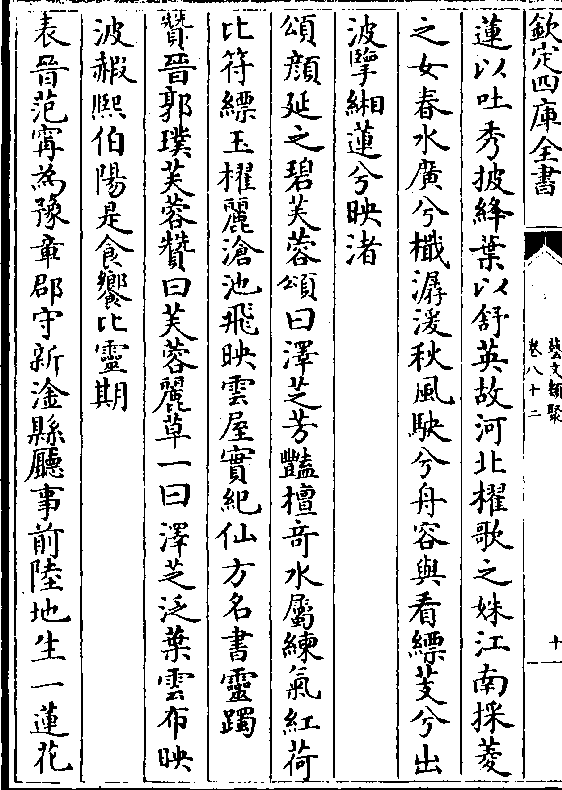 欽定四庫全書
藝文類聚
卷八十二
十
蓮以吐秀披絳葉以舒英故河北櫂歌之姝江南採菱
之女春水廣兮檝潺湲秋風駛兮舟容與看縹芰兮出
波擥緗蓮兮映渚
頌顏延之碧芙蓉頌曰澤芝芳豔擅奇水屬練氣紅荷
比符縹玉櫂麗滄池飛映雲屋實紀仙方名書靈躅
贊晉郭璞芙蓉贊曰芙蓉麗草一曰澤芝泛葉雲布映
波赮熙伯陽是食饗比靈期
表晉范甯為豫章郡守新淦縣廳事前陸地生一蓮花